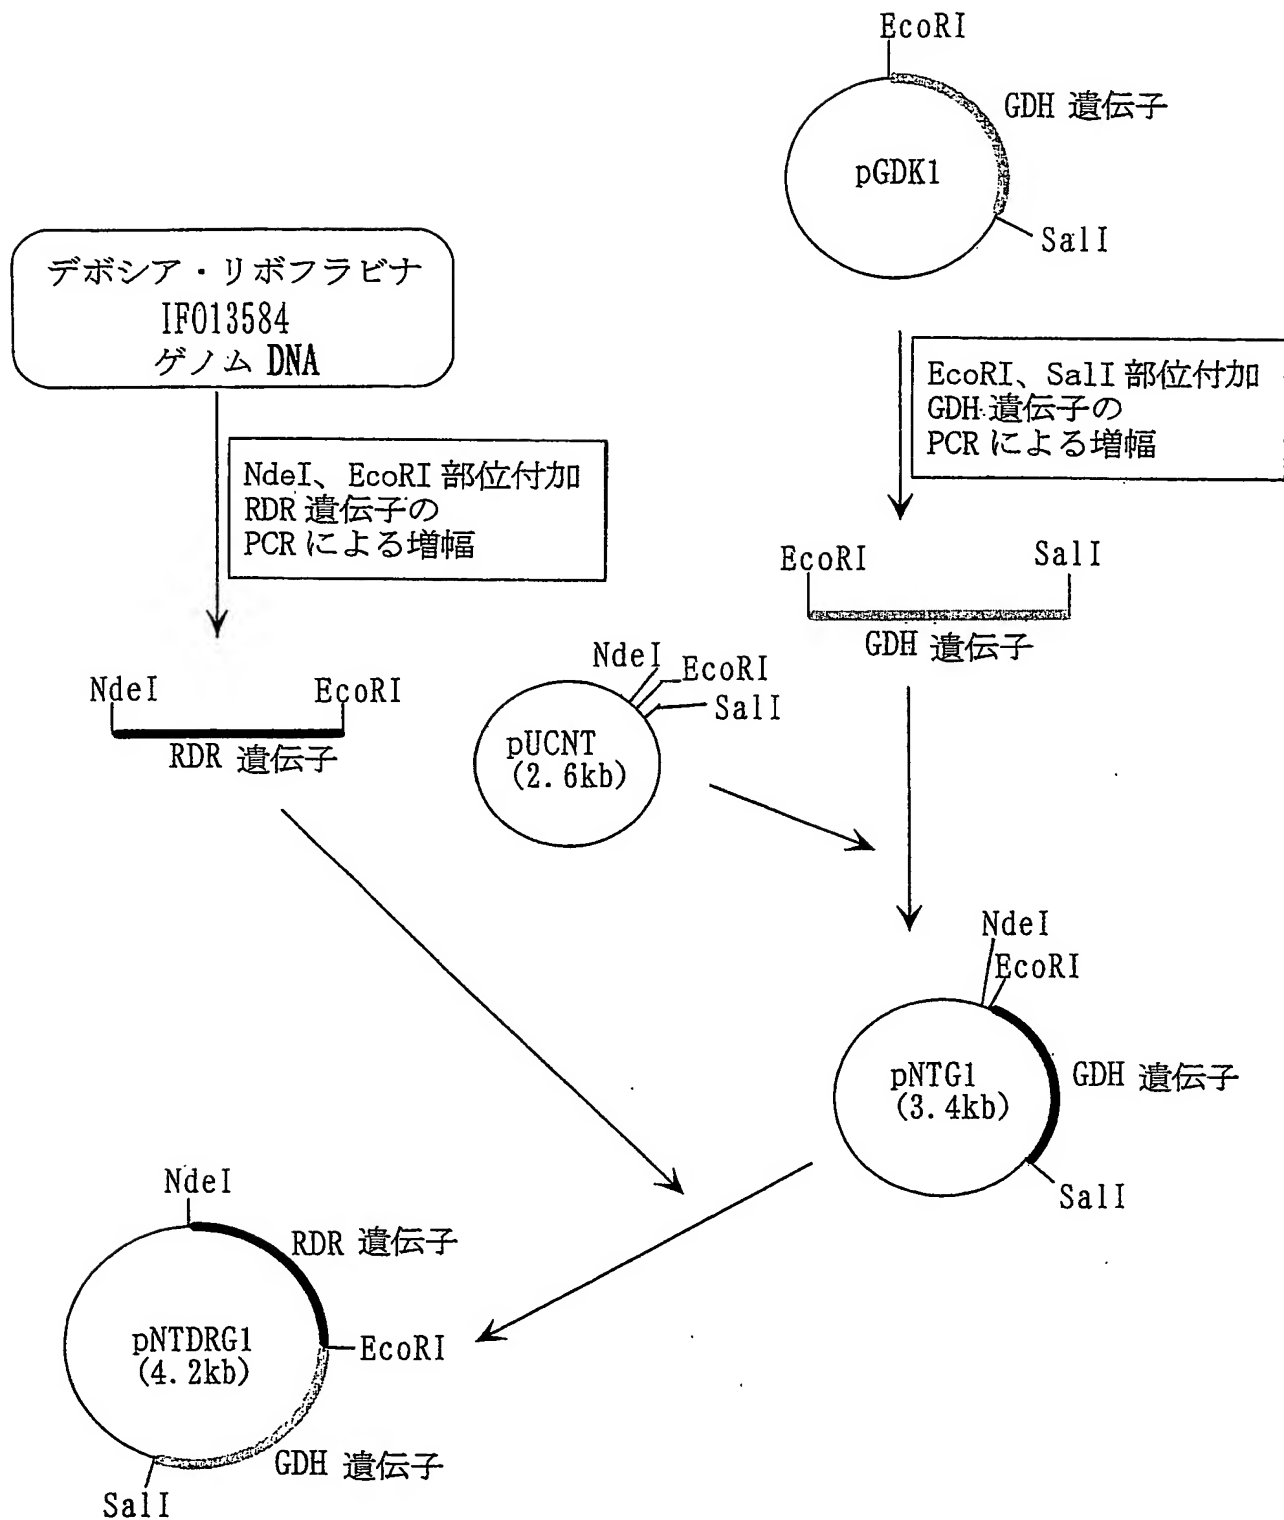 EcoRI
GDH 遺伝子
pGDK1
SalI
デボシア・リボフラビナ
IFO13584
ゲノム DNA
EcoRI、SalI 部位付加
GDH 遺伝子の
PCR による増幅
NdeI、EcoRI 部位付加
RDR 遺伝子の
PCR による増幅
EcoRI
SalI
GDH 遺伝子
NdeI
EcoRI
RDR 遺伝子
NdeI
EcoRI
SalI
pUCNT
(2.6kb)
NdeI
EcoRI
pNTG1
(3.4kb)
GDH 遺伝子
SalI
NdeI
RDR 遺伝子
pNTDRG1
(4.2kb)
EcoRI
GDH 遺伝子
SalI